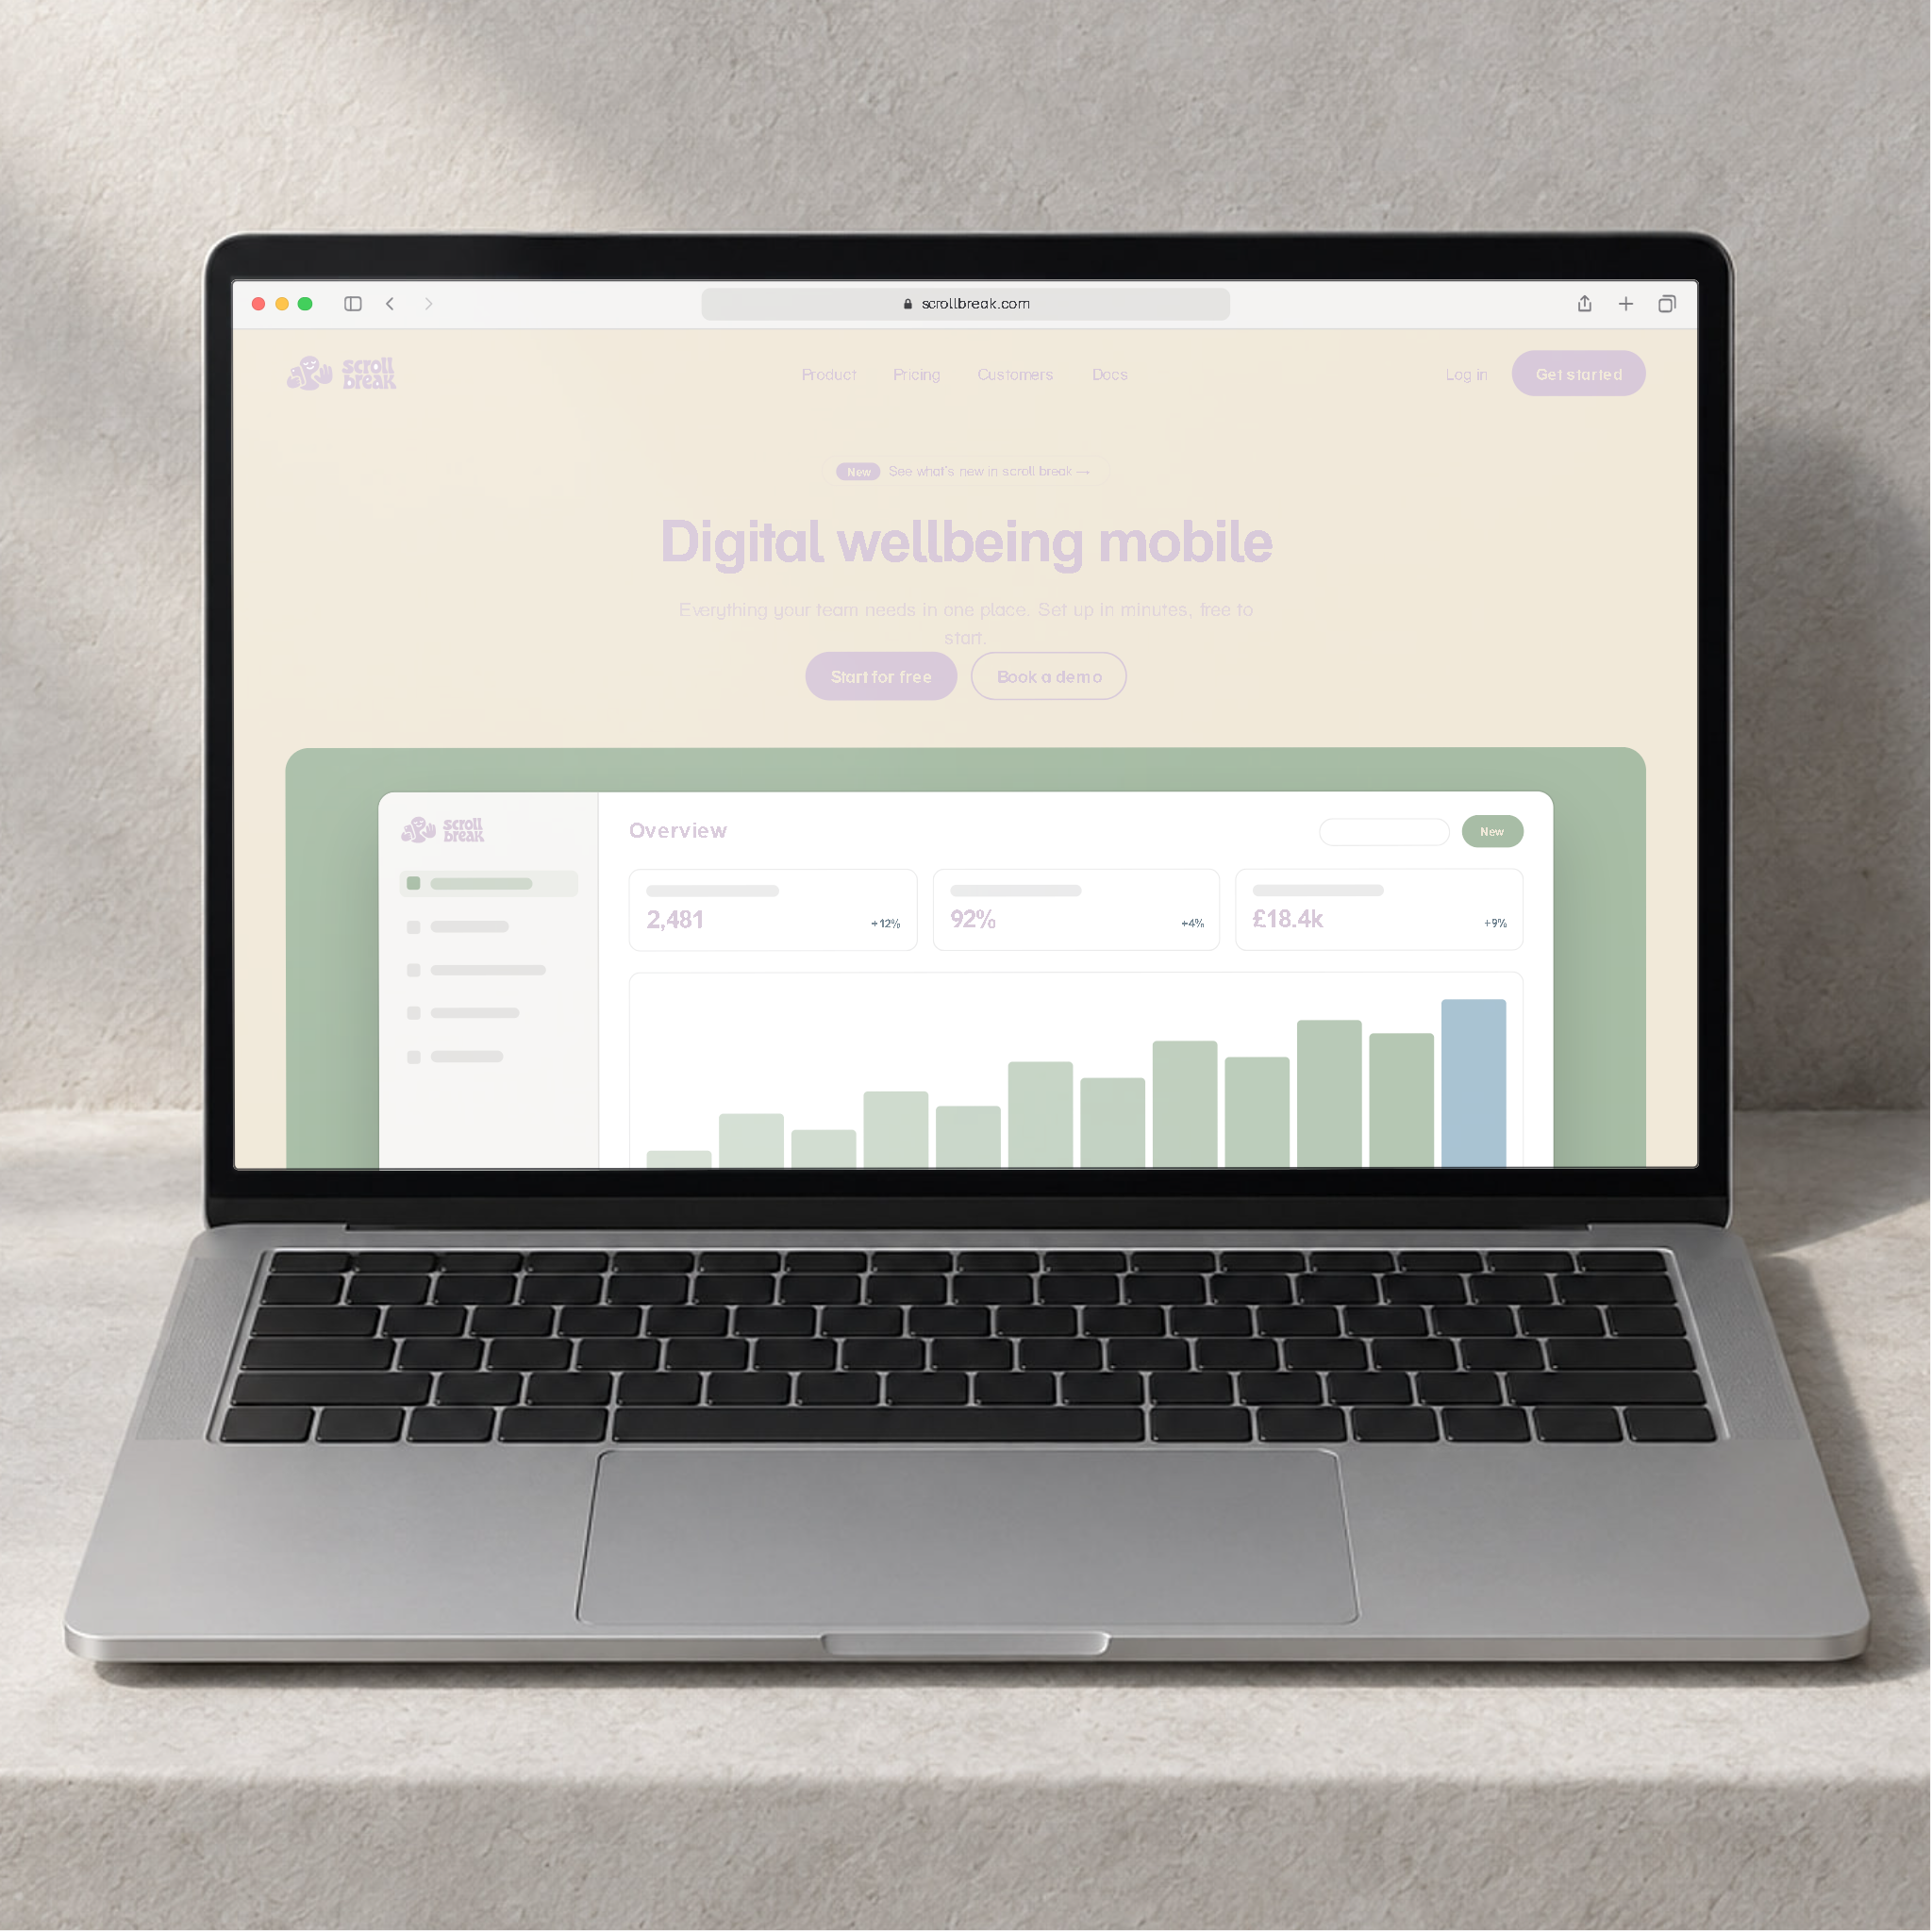 scrollbreak.com
scroll
break
Product Pricing Customers Docs
Log in Get started
New See what's new in scroll break →
Digital wellbeing mobile
Everything your team needs in one place. Set up in minutes, free to
start.
Start for free Book a demo
scroll
break
Overview
New
2,481 +12%
92% +4%
£18.4k +9%